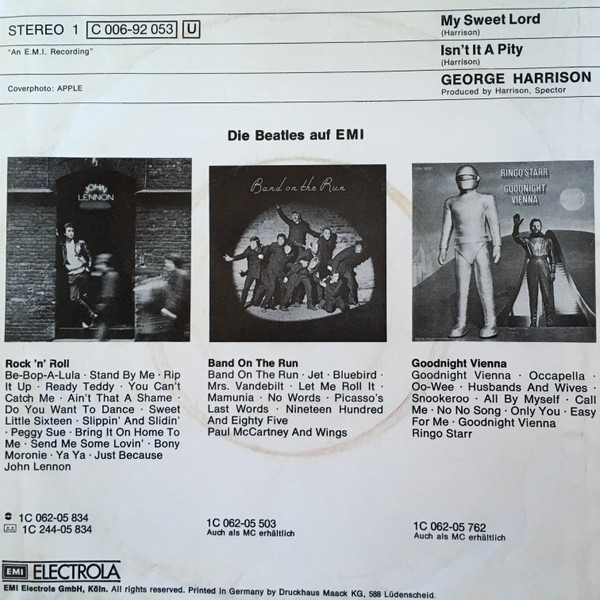 STEREO 1 C 006-92 053 U
"An E.M.I. Recording"
Coverphoto: APPLE
My Sweet Lord
(Harrison)
Isn't It A Pity
(Harrison)
GEORGE HARRISON
Produced by Harrison, Spector
Die Beatles auf EMI
JOHN
LENNON
Band on the Run
RINGO STARR
GOODNIGHT
VIENNA
Rock 'n' Roll
Be-Bop-A-Lula · Stand By Me · Rip
It Up · Ready Teddy · You Can't
Catch Me · Ain't That A Shame ·
Do You Want To Dance · Sweet
Little Sixteen · Slippin' And Slidin'
· Peggy Sue · Bring It On Home To
Me · Send Me Some Lovin' · Bony
Moronie · Ya Ya · Just Because
John Lennon
Band On The Run
Band On The Run · Jet · Bluebird ·
Mrs. Vandebilt · Let Me Roll It ·
Mamunia · No Words · Picasso's
Last Words · Nineteen Hundred
And Eighty Five
Paul McCartney And Wings
Goodnight Vienna
Goodnight Vienna · Occapella ·
Oo-Wee · Husbands And Wives ·
Snookeroo · All By Myself · Call
Me · No No Song · Only You · Easy
For Me · Goodnight Vienna
Ringo Starr
1C 062-05 834
1C 244-05 834
1C 062-05 503
Auch als MC erhältlich
1C 062-05 762
Auch als MC erhältlich
EMI ELECTROLA
EMI Electrola GmbH, Köln. All rights reserved. Printed in Germany by Druckhaus Maack KG, 588 Lüdenscheid.